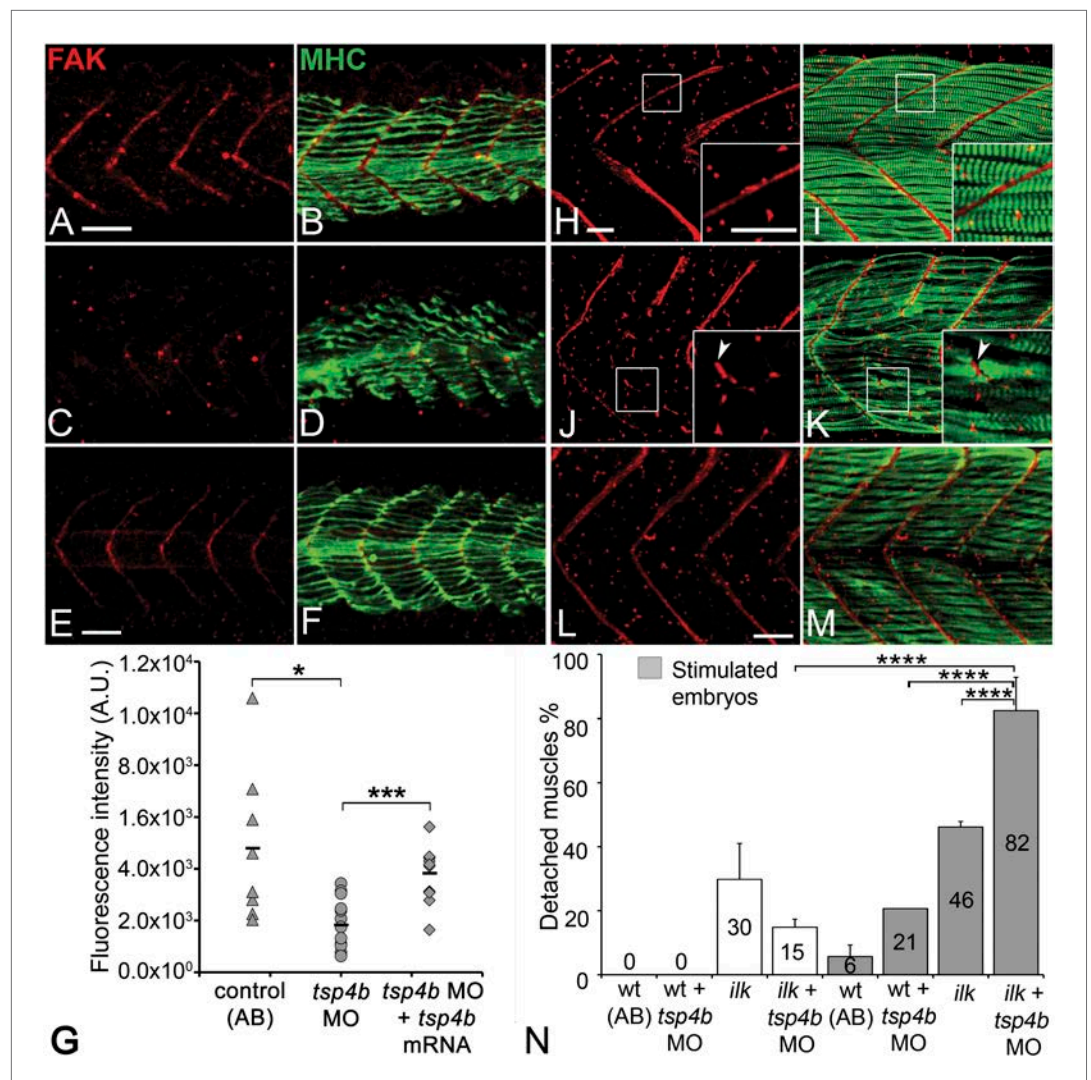 FAK
MHC
A
B
H
I
C
D
J
K
E
F
L
M
Fluorescence intensity (A.U.)
1.2x10⁴
1.0x10⁴
8.0x10³
1.6x10³
4.0x10³
2.0x10³
0.0x10⁰
*
***
control
(AB)
tsp4b
MO
tsp4b MO
+ tsp4b
mRNA
G
Detached muscles %
100
80
60
40
20
0
Stimulated
embryos
****
****
****
0
0
30
15
6
21
46
82
wt
(AB)
wt +
tsp4b
MO
ilk
ilk +
tsp4b
MO
wt
(AB)
wt +
tsp4b
MO
ilk
ilk +
tsp4b
MO
N